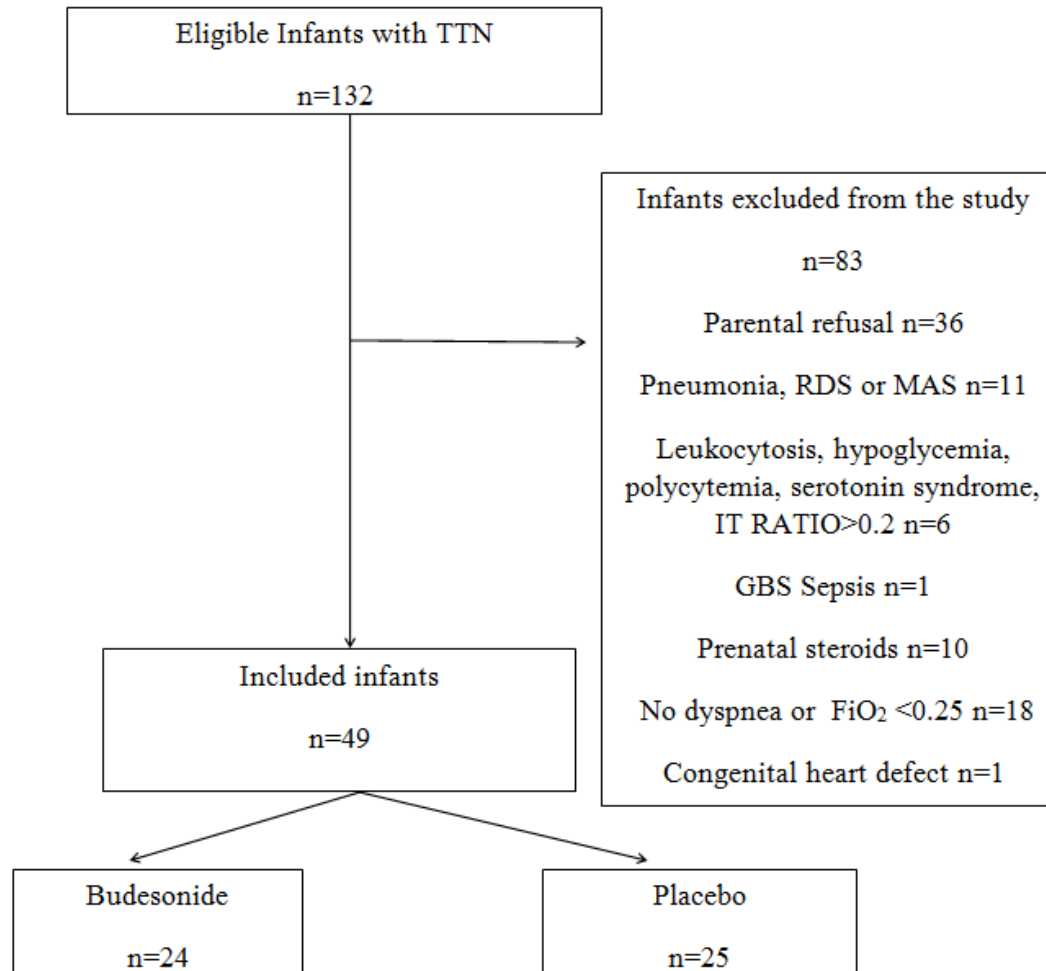 Eligible Infants with TTN
n=132
Infants excluded from the study
n=83
Parental refusal n=36
Pneumonia, RDS or MAS n=11
Leukocytosis, hypoglycemia,
polycytemia, serotonin syndrome,
IT RATIO>0.2 n=6
GBS Sepsis n=1
Prenatal steroids n=10
No dyspnea or FiO₂ <0.25 n=18
Congenital heart defect n=1
Included infants
n=49
Budesonide
n=24
Placebo
n=25